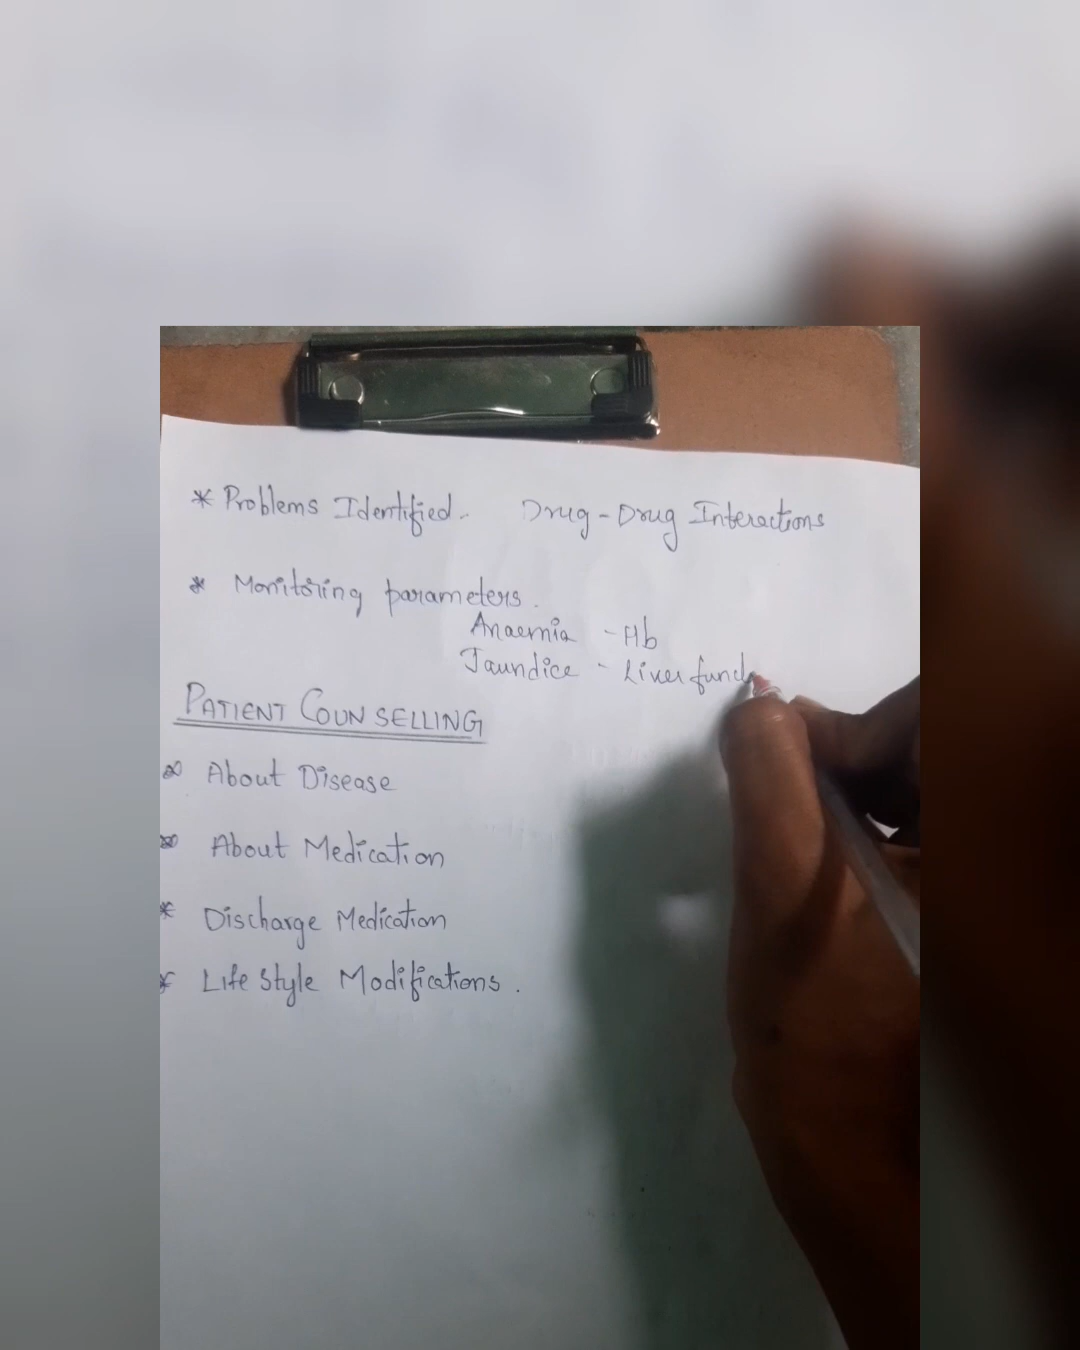 * Problems Identified. Drug-Drug Interactions
* Monitoring parameters.
Anaemia - Hb
Jaundice - Liver func
PATIENT COUNSELLING
* About Disease
* About Medication
* Discharge Medication
* Life style Modifications.